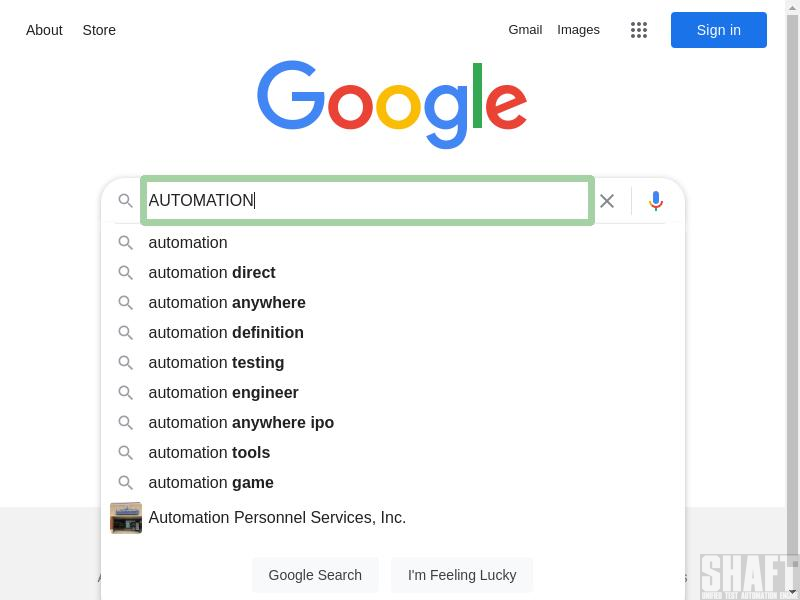 About Store Gmail Images Sign in
Google
AUTOMATION
automation
automation direct
automation anywhere
automation definition
automation testing
automation engineer
automation anywhere ipo
automation tools
automation game
Automation Personnel Services, Inc.
Google Search I'm Feeling Lucky
SHAFT